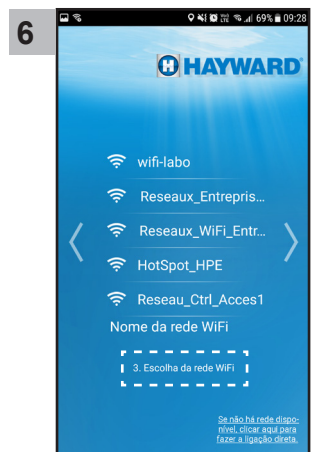 6
VoLTE 69% 09:28
HAYWARD
wifi-labo
Reseaux_Entrepris...
Reseaux_WiFi_Entr...
HotSpot_HPE
Reseau_Ctrl_Acces1
Nome da rede WiFi
3. Escolha da rede WiFi
Se não há rede dispo-
nível, clicar aqui para
fazer a ligação direta.